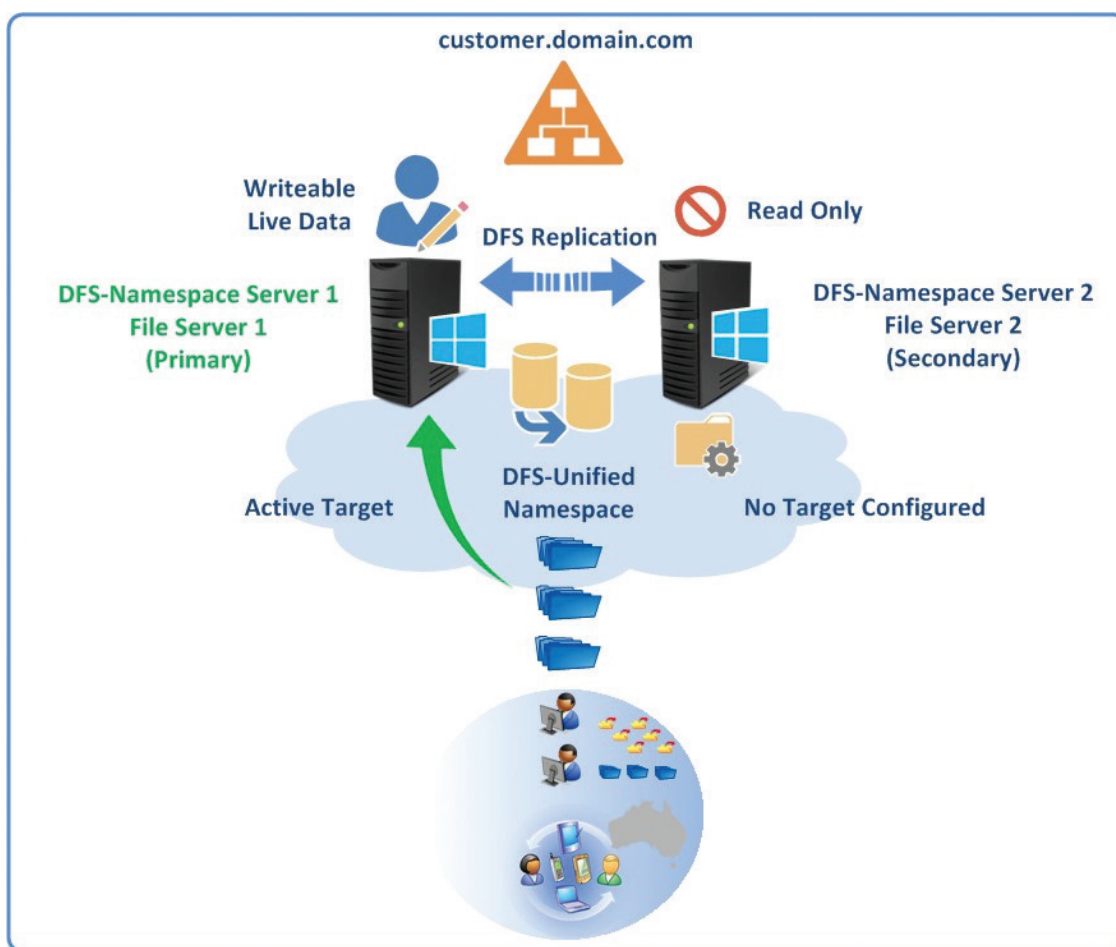 customer.domain.com
Writeable
Live Data
Read Only
DFS Replication
DFS-Namespace Server 1
File Server 1
(Primary)
DFS-Namespace Server 2
File Server 2
(Secondary)
Active Target
DFS-Unified
Namespace
No Target Configured